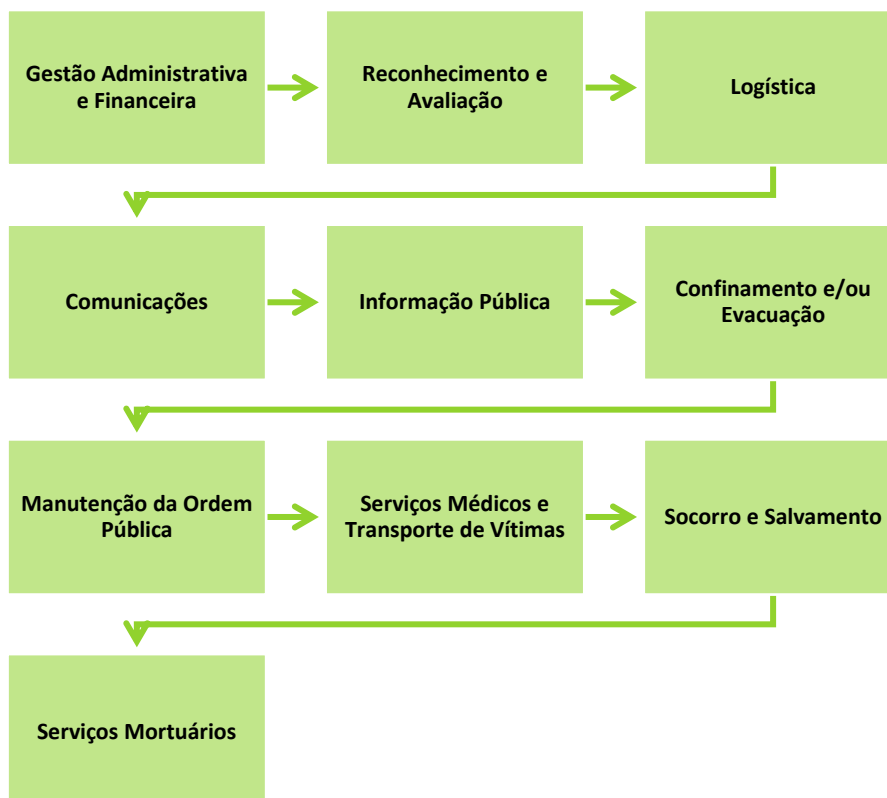 Gestão Administrativa
e Financeira
Reconhecimento e
Avaliação
Logística
Comunicações
Informação Pública
Confinamento e/ou
Evacuação
Manutenção da Ordem
Pública
Serviços Médicos e
Transporte de Vítimas
Socorro e Salvamento
Serviços Mortuários